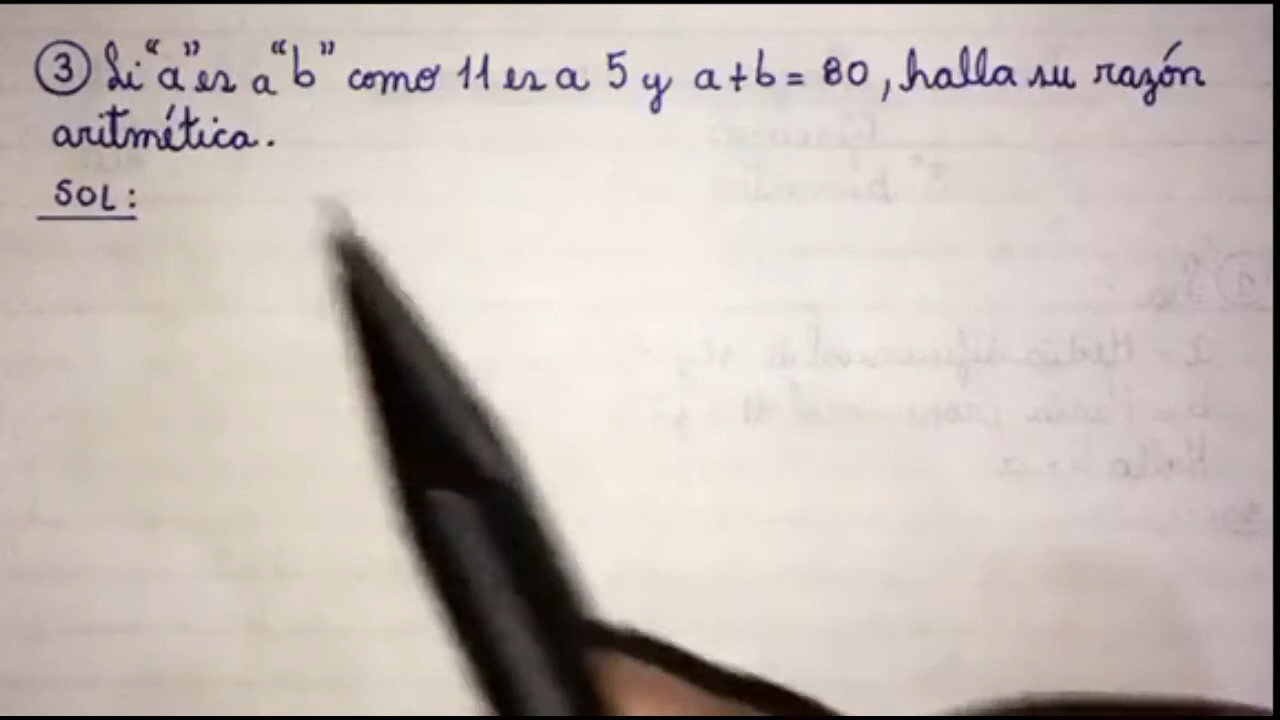 ③ Si "a" es a "b" como 11 es a 5 y a+b = 80, halla su razón
aritmética.
SOL: